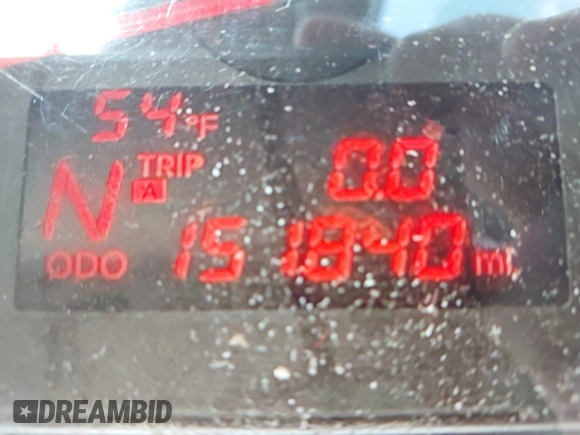 54°F
N TRIP A 0.0
ODO 151840 mi
DREAMBID